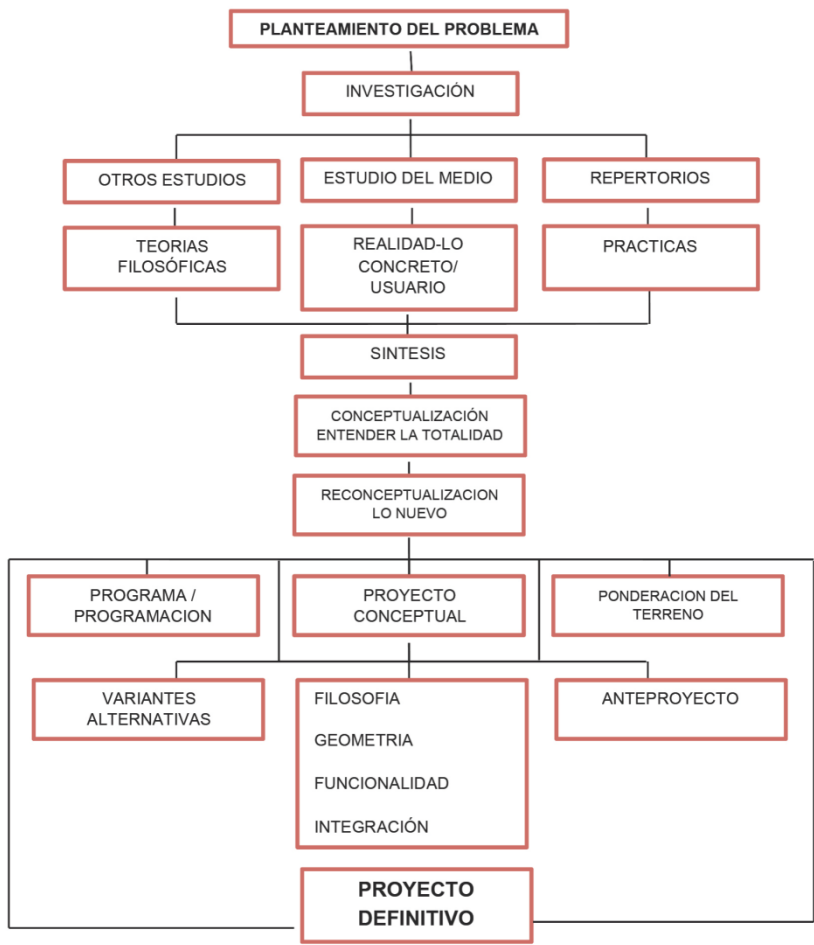 PLANTEAMIENTO DEL PROBLEMA
INVESTIGACIÓN
OTROS ESTUDIOS
ESTUDIO DEL MEDIO
REPERTORIOS
TEORIAS
FILOSÓFICAS
REALIDAD-LO
CONCRETO/
USUARIO
PRACTICAS
SINTESIS
CONCEPTUALIZACIÓN
ENTENDER LA TOTALIDAD
RECONCEPTUALIZACION
LO NUEVO
PROGRAMA /
PROGRAMACION
PROYECTO
CONCEPTUAL
PONDERACION DEL
TERRENO
VARIANTES
ALTERNATIVAS
FILOSOFIA
GEOMETRIA
FUNCIONALIDAD
INTEGRACIÓN
ANTEPROYECTO
PROYECTO
DEFINITIVO